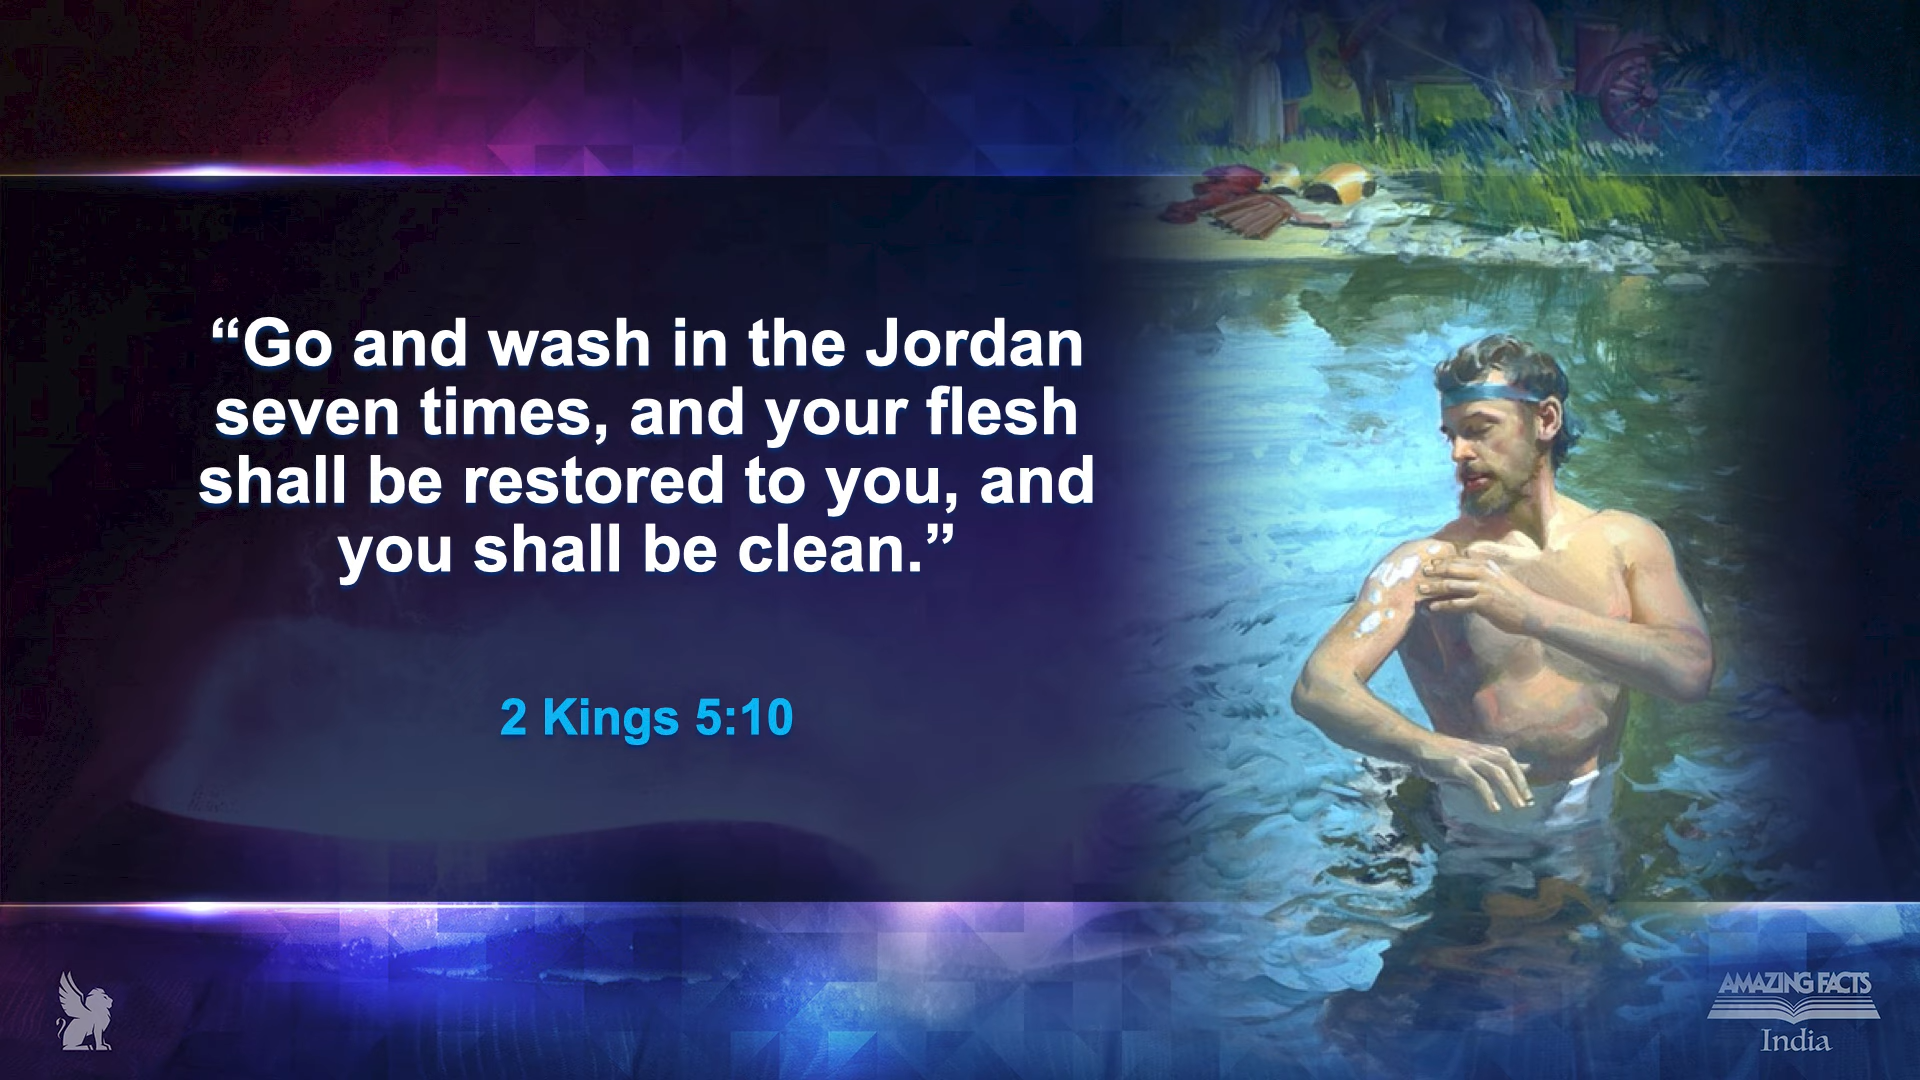 “Go and wash in the Jordan
seven times, and your flesh
shall be restored to you, and
you shall be clean.”
2 Kings 5:10
AMAZING FACTS
India